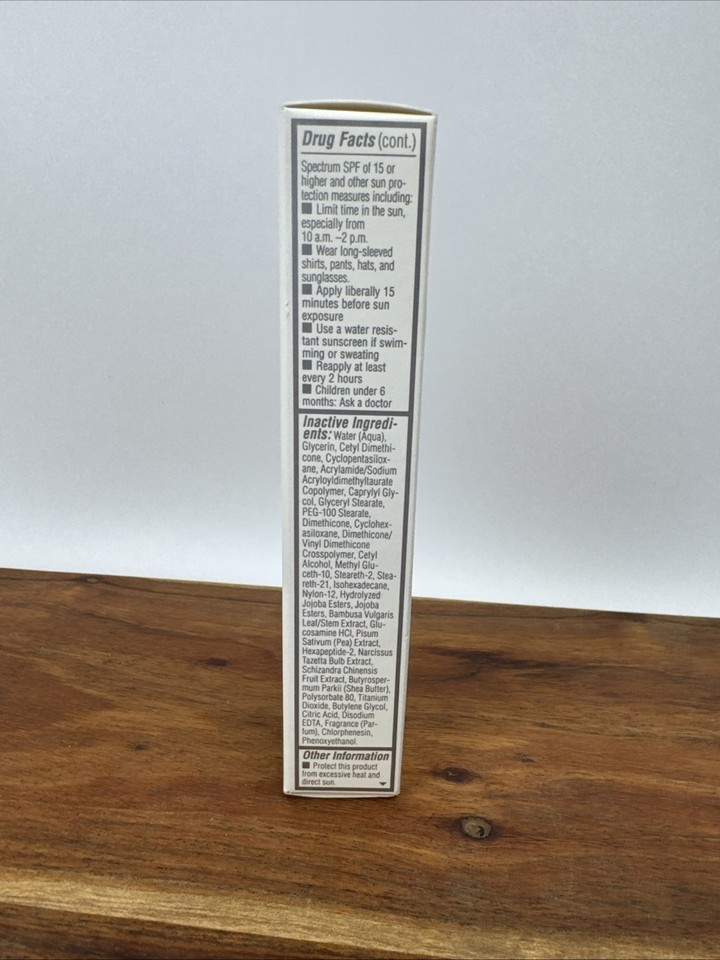 Drug Facts (cont.)
Spectrum SPF of 15 or
higher and other sun pro-
tection measures including:
■ Limit time in the sun,
especially from
10 a.m. –2 p.m.
■ Wear long-sleeved
shirts, pants, hats, and
sunglasses.
■ Apply liberally 15
minutes before sun
exposure
■ Use a water resis-
tant sunscreen if swim-
ming or sweating
■ Reapply at least
every 2 hours
■ Children under 6
months: Ask a doctor
Inactive Ingredi-
ents: Water (Aqua),
Glycerin, Cetyl Dimethi-
cone, Cyclopentasilox-
ane, Acrylamide/Sodium
Acryloyldimethyltaurate
Copolymer, Caprylyl Gly-
col, Glyceryl Stearate,
PEG-100 Stearate,
Dimethicone, Cyclohex-
asiloxane, Dimethicone/
Vinyl Dimethicone
Crosspolymer, Cetyl
Alcohol, Methyl Glu-
ceth-10, Steareth-2, Stea-
reth-21, Isohexadecane,
Nylon-12, Hydrolyzed
Jojoba Esters, Jojoba
Esters, Bambusa Vulgaris
Leaf/Stem Extract, Glu-
cosamine HCl, Pisum
Sativum (Pea) Extract,
Hexapeptide-2, Narcissus
Tazetta Bulb Extract,
Schizandra Chinensis
Fruit Extract, Butyrosper-
mum Parkii (Shea Butter),
Polysorbate 80, Titanium
Dioxide, Butylene Glycol,
Citric Acid, Disodium
EDTA, Fragrance (Par-
fum), Chlorphenesin,
Phenoxyethanol.
Other Information
■ Protect this product
from excessive heat and
direct sun.